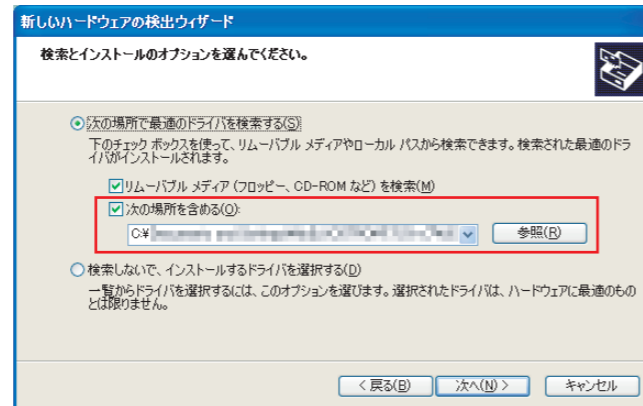 新しいハードウェアの検出ウィザード
検索とインストールのオプションを選んでください。
次の場所で最適のドライバを検索する(S)
下のチェック ボックスを使って、リムーバブル メディアやローカル パスから検索できます。検索された最適のドラ
イバがインストールされます。
リムーバブル メディア (フロッピー、CD-ROM など) を検索(M)
次の場所を含める(O):
C:¥
参照(R)
検索しないで、インストールするドライバを選択する(D)
一覧からドライバを選択するには、このオプションを選びます。選択されたドライバは、ハードウェアに最適のもの
とは限りません。
< 戻る(B)
次へ(N) >
キャンセル